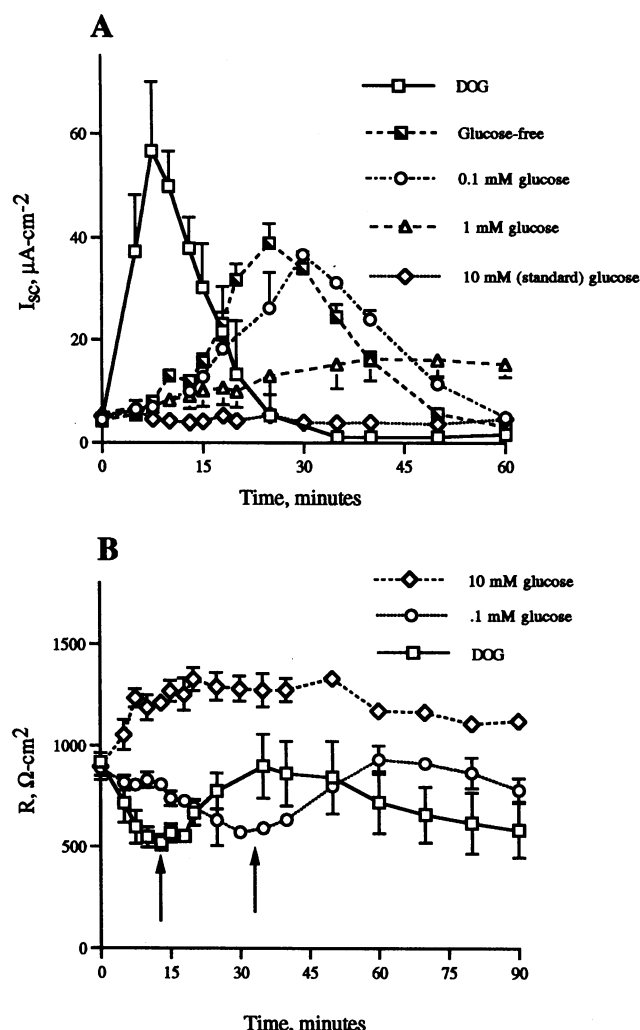 A
DOG
Glucose-free
0.1 mM glucose
1 mM glucose
10 mM (standard) glucose
60
40
20
0
ISC, μA-cm-2
0 15 30 45 60
Time, minutes
B
10 mM glucose
.1 mM glucose
DOG
1500
1000
500
0
R, Ω-cm2
0 15 30 45 60 75 90
Time, minutes